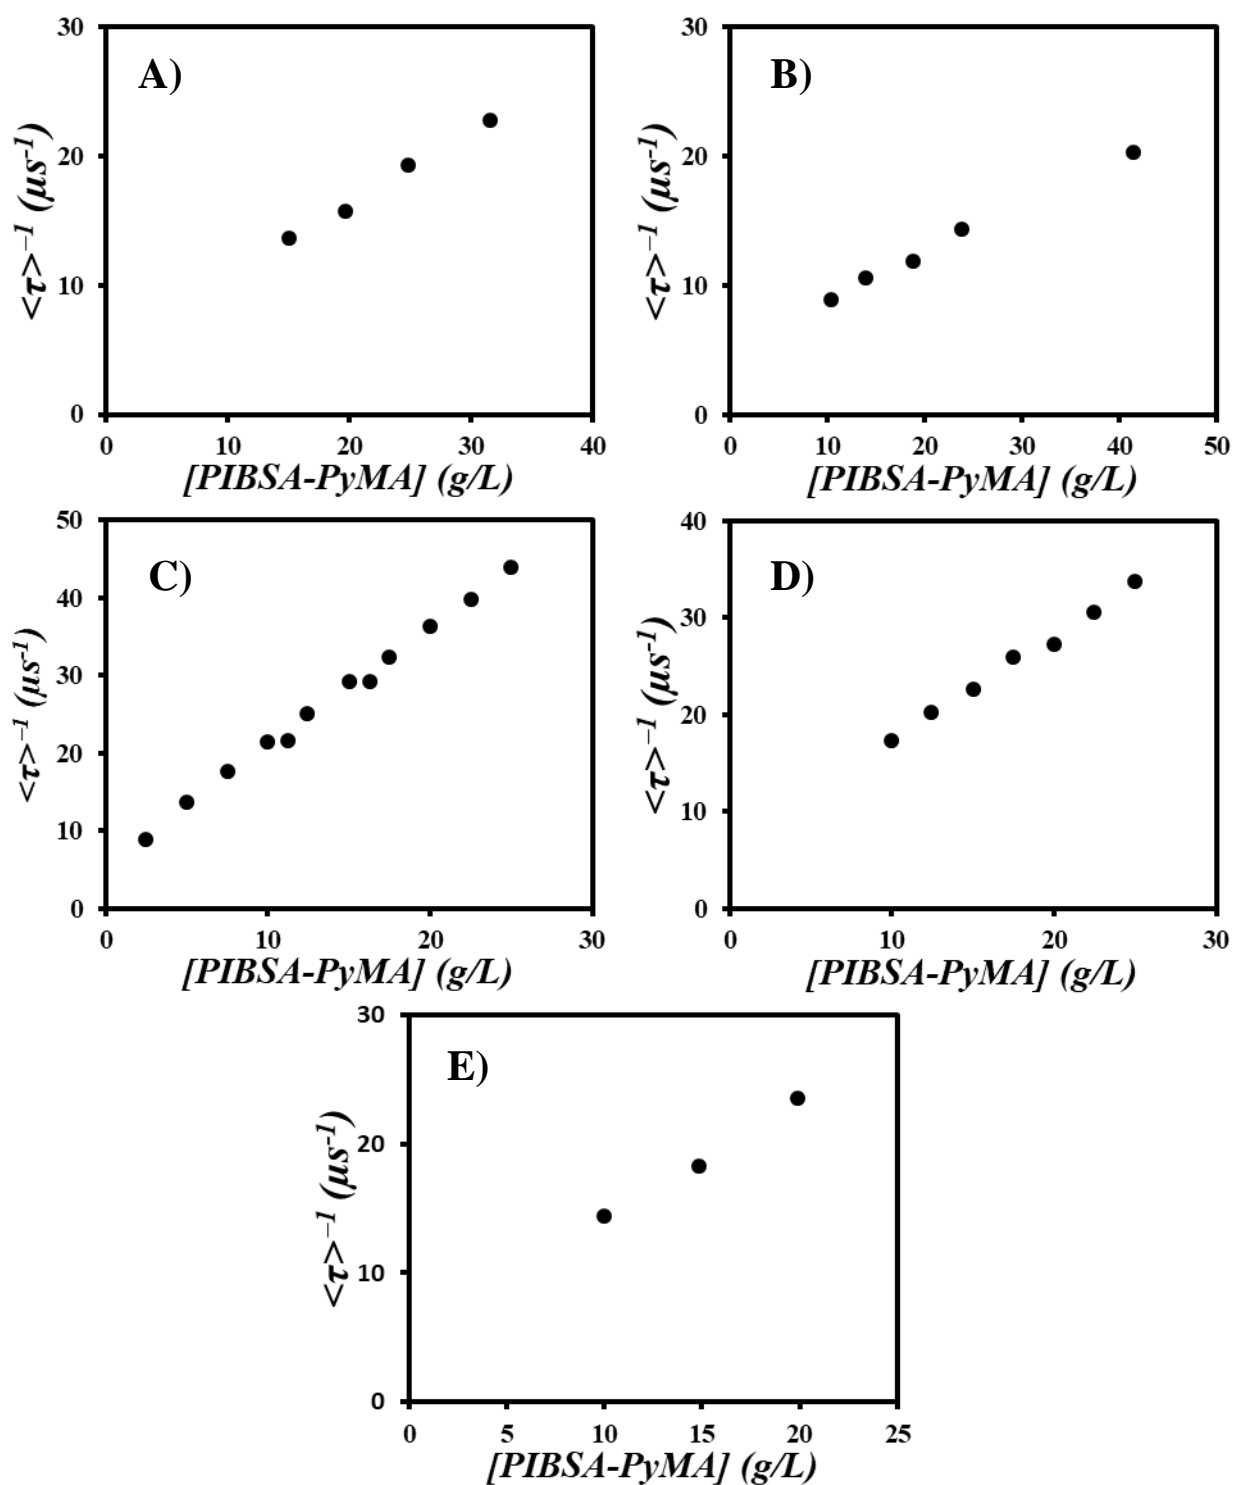 A)
<τ>⁻¹ (μs⁻¹)
30
20
10
0
0 10 20 30 40
[PIBSA-PyMA] (g/L)
B)
<τ>⁻¹ (μs⁻¹)
30
20
10
0
0 10 20 30 40 50
[PIBSA-PyMA] (g/L)
C)
<τ>⁻¹ (μs⁻¹)
50
40
30
20
10
0
0 10 20 30
[PIBSA-PyMA] (g/L)
D)
<τ>⁻¹ (μs⁻¹)
40
30
20
10
0
0 10 20 30
[PIBSA-PyMA] (g/L)
E)
<τ>⁻¹ (μs⁻¹)
30
20
10
0
0 5 10 15 20 25
[PIBSA-PyMA] (g/L)